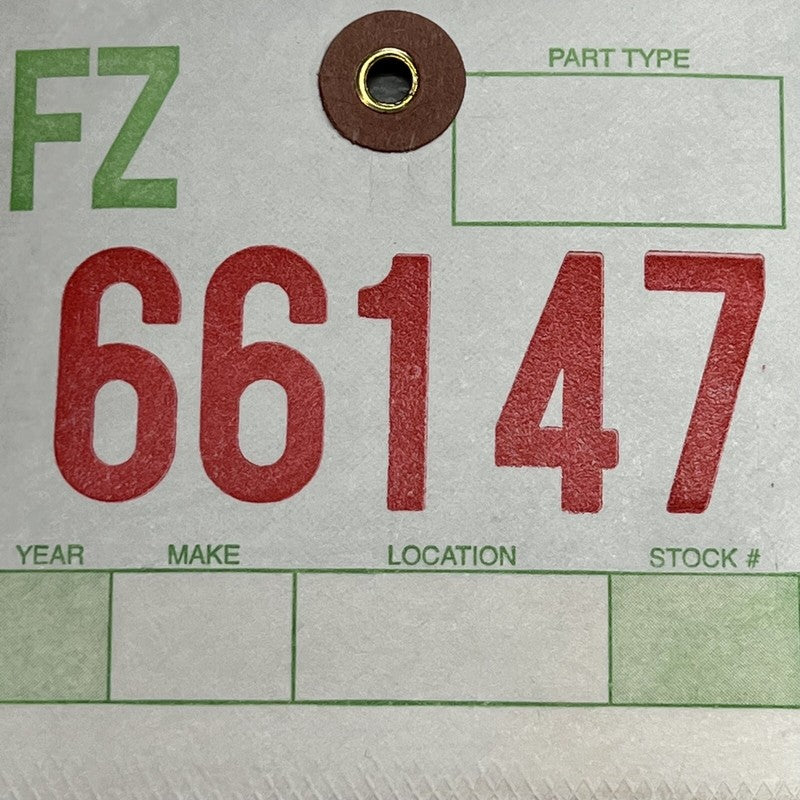 FZ
PART TYPE
66147
YEAR MAKE LOCATION STOCK #